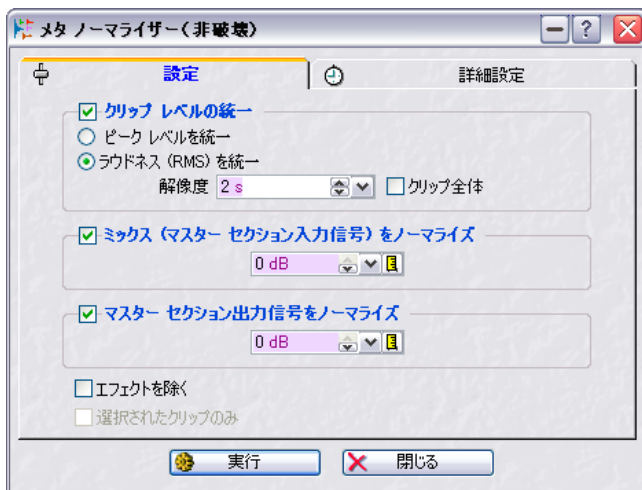 メタ ノーマライザー（非破壊）
?
設定
詳細設定
クリップ レベルの統一
ピーク レベルを統一
ラウドネス (RMS) を統一
解像度 2 s クリップ全体
ミックス (マスター セクション入力信号) をノーマライズ
0 dB
マスター セクション出力信号をノーマライズ
0 dB
エフェクトを除く
選択されたクリップのみ
実行
閉じる